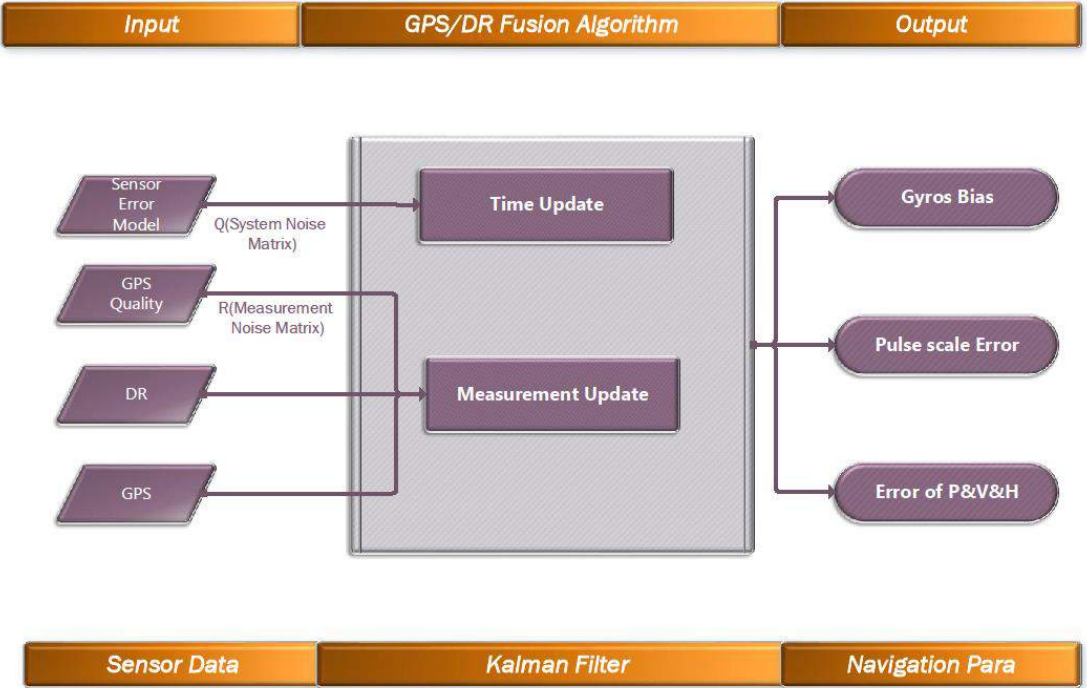 Input
GPS/DR Fusion Algorithm
Output
Sensor
Error
Model
Q(System Noise
Matrix)
Time Update
Gyros Bias
GPS
Quality
R(Measurement
Noise Matrix)
Pulse scale Error
DR
Measurement Update
GPS
Error of P&V&H
Sensor Data
Kalman Filter
Navigation Para